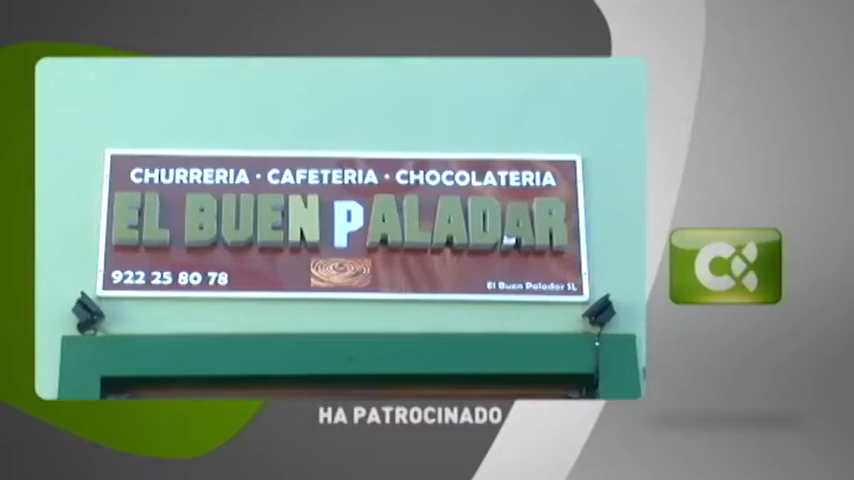 CHURRERIA · CAFETERIA · CHOCOLATERIA
EL BUEN PALADAR
922 25 80 78
El Buen Paladar SL
HA PATROCINADO